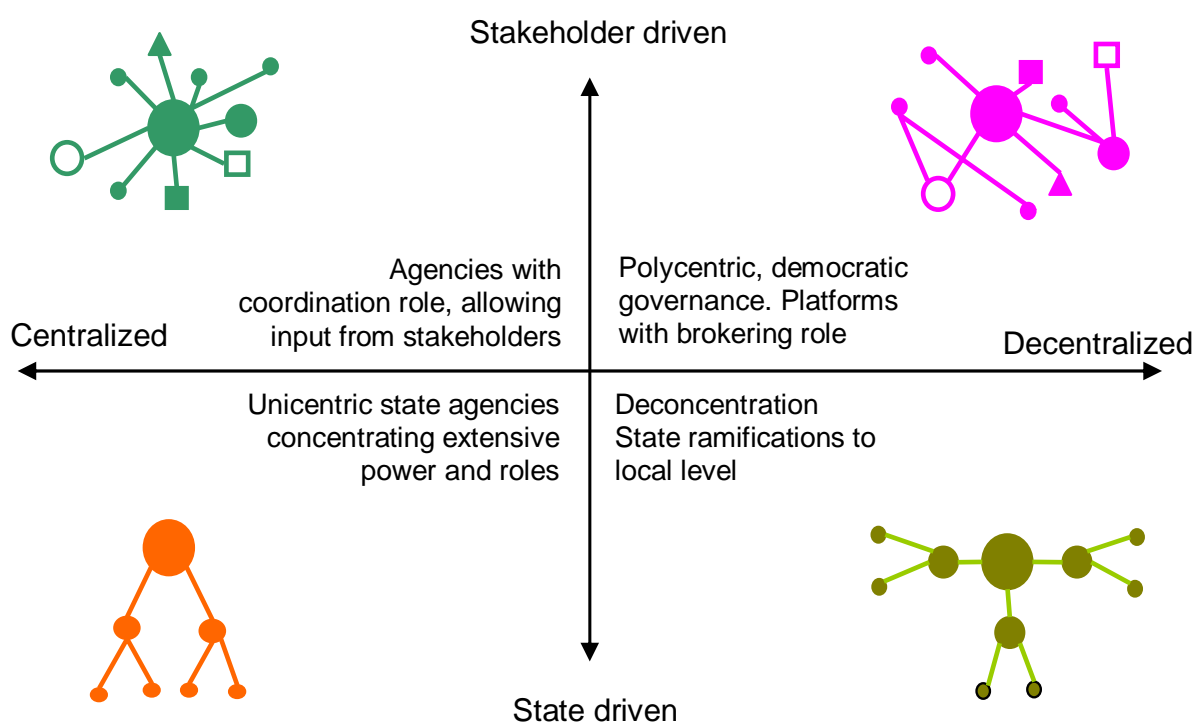 Stakeholder driven
Agencies with
coordination role, allowing
input from stakeholders
Polycentric, democratic
governance. Platforms
with brokering role
Centralized
Decentralized
Unicentric state agencies
concentrating extensive
power and roles
Deconcentration
State ramifications to
local level
State driven